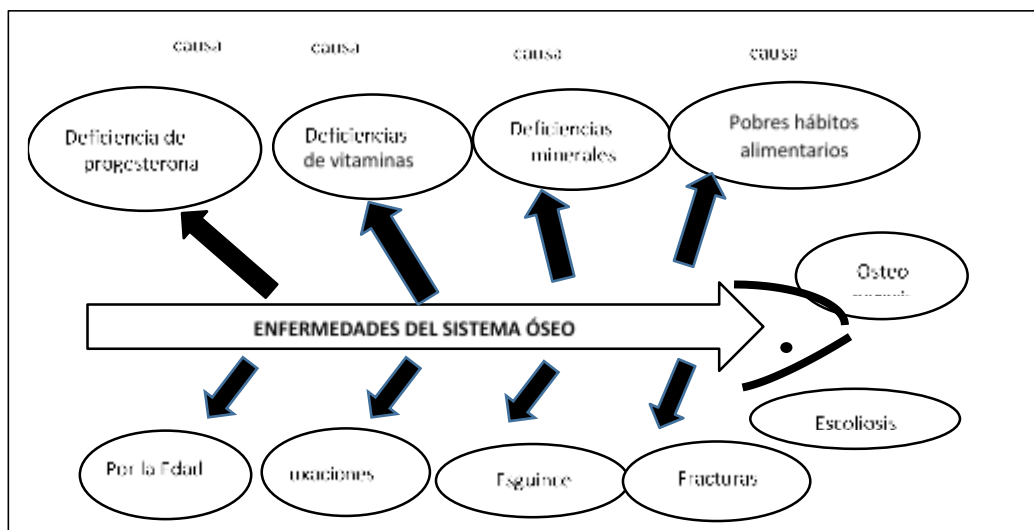 causa
causa
causa
causa
Deficiencia de
progesterona
Deficiencias
de vitaminas
Deficiencias
minerales
Pobres hábitos
alimentarios
Osteo
ENFERMEDADES DEL SISTEMA ÓSEO
Escoliosis
Por la Edad
uxaciones
Esguince
Fracturas